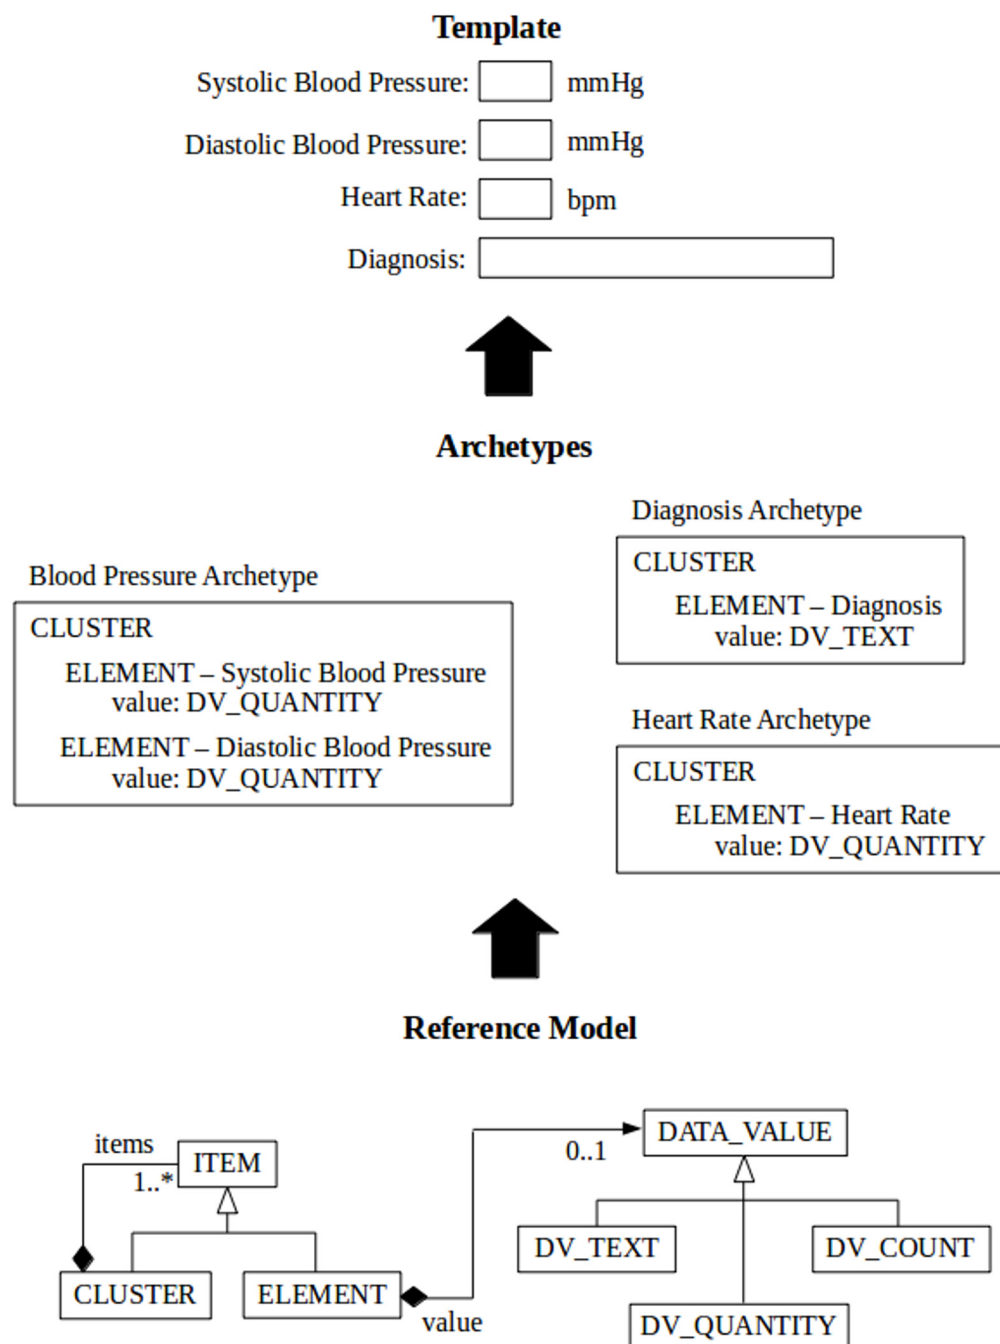 Template
Systolic Blood Pressure: mmHg
Diastolic Blood Pressure: mmHg
Heart Rate: bpm
Diagnosis:
Archetypes
Diagnosis Archetype
CLUSTER
ELEMENT – Diagnosis
value: DV_TEXT
Blood Pressure Archetype
CLUSTER
ELEMENT – Systolic Blood Pressure
value: DV_QUANTITY
ELEMENT – Diastolic Blood Pressure
value: DV_QUANTITY
Heart Rate Archetype
CLUSTER
ELEMENT – Heart Rate
value: DV_QUANTITY
Reference Model
items
ITEM
1..*
CLUSTER
ELEMENT
value
0..1
DATA_VALUE
DV_TEXT
DV_COUNT
DV_QUANTITY